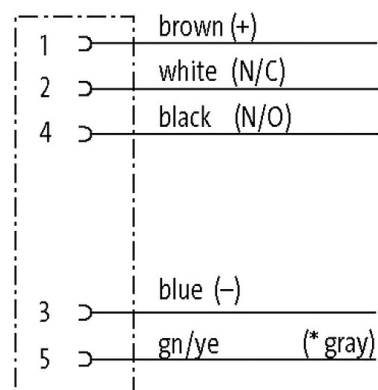 1 brown (+)
2 white (N/C)
4 black (N/O)
3 blue (–)
5 gn/ye (* gray)